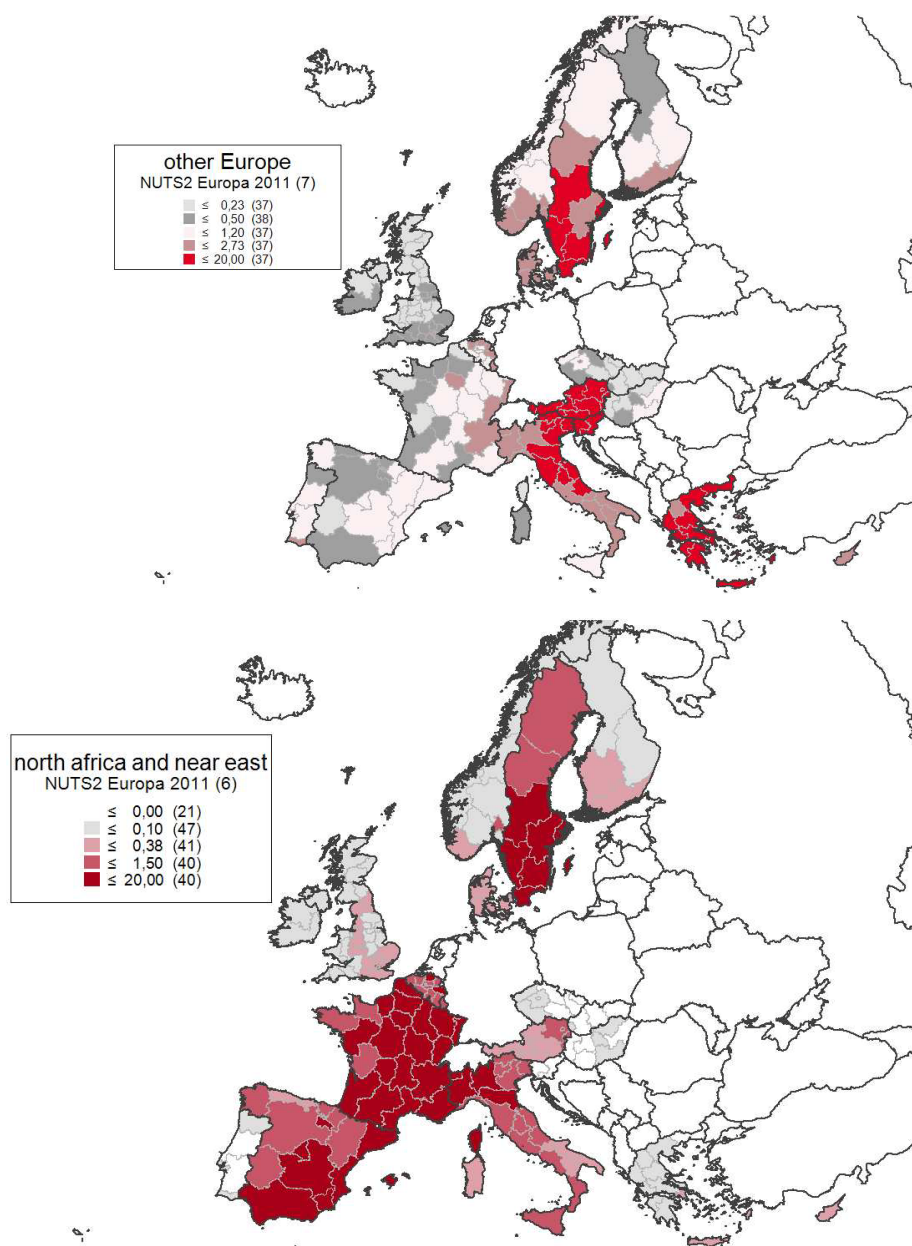 other Europe
NUTS2 Europa 2011 (7)
≤ 0,23 (37)
≤ 0,50 (38)
≤ 1,20 (37)
≤ 2,73 (37)
≤ 20,00 (37)
north africa and near east
NUTS2 Europa 2011 (6)
≤ 0,00 (21)
≤ 0,10 (47)
≤ 0,38 (41)
≤ 1,50 (40)
≤ 20,00 (40)